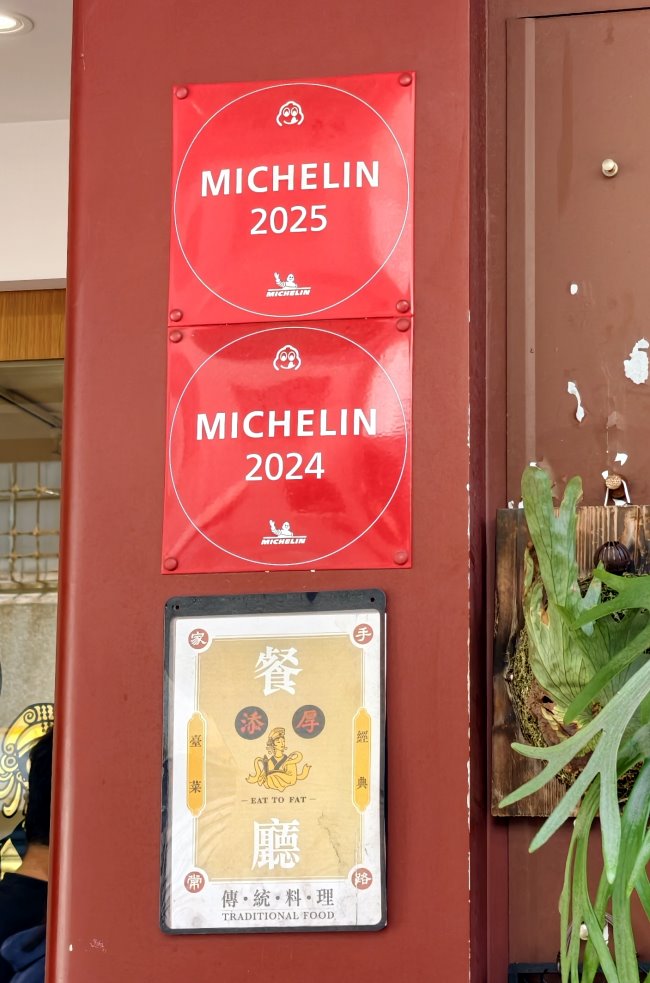 MICHELIN
2025
MICHELIN
MICHELIN
2024
MICHELIN
家 手
餐
添 厚
臺菜
經典
EAT TO FAT
廳
常 路
傳・統・料・理
TRADITIONAL FOOD